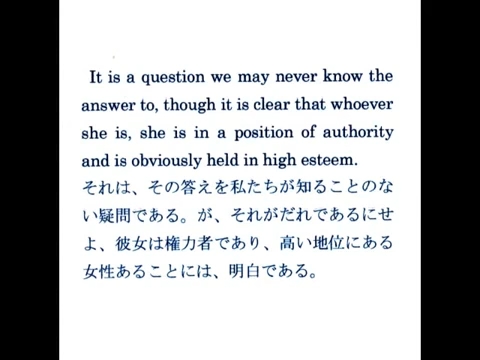 It is a question we may never know the
answer to, though it is clear that whoever
she is, she is in a position of authority
and is obviously held in high esteem.
それは、その答えを私たちが知ることのな
い疑問である。が、それがだれであるにせ
よ、彼女は権力者であり、高い地位にある
女性あることには、明白である。